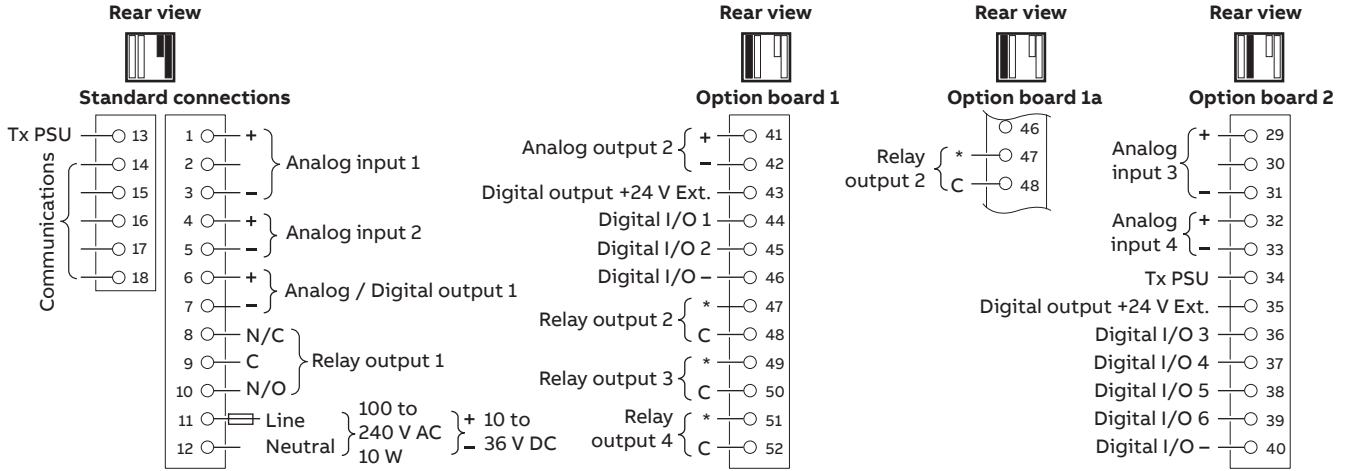 Rear view
Standard connections
Tx PSU 13
Communications
14
15
16
17
18
1 +
2
3 –
Analog input 1
4 +
5 –
Analog input 2
6 +
7 –
Analog / Digital output 1
8 N/C
9 C
10 N/O
Relay output 1
11 Line
12 Neutral
100 to
240 V AC
10 W
+ 10 to
– 36 V DC
Rear view
Option board 1
Analog output 2
+ 41
– 42
Digital output +24 V Ext. 43
Digital I/O 1 44
Digital I/O 2 45
Digital I/O – 46
Relay output 2
* 47
C 48
Relay output 3
* 49
C 50
Relay
output 4
* 51
C 52
Rear view
Option board 1a
46
Relay
output 2
* 47
C 48
Rear view
Option board 2
Analog
input 3
+ 29
30
– 31
Analog
input 4
+ 32
– 33
Tx PSU 34
Digital output +24 V Ext. 35
Digital I/O 3 36
Digital I/O 4 37
Digital I/O 5 38
Digital I/O 6 39
Digital I/O – 40